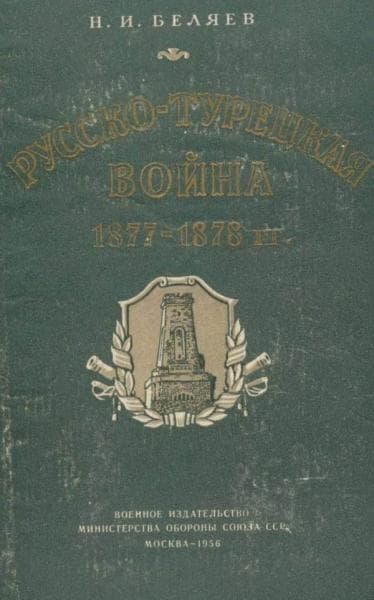 Н. И. БЕЛЯЕВ
РУССКО-ТУРЕЦКАЯ
ВОЙНА
1877-1878 гг.
ВОЕННОЕ ИЗДАТЕЛЬСТВО
МИНИСТЕРСТВА ОБОРОНЫ СОЮЗА ССР
МОСКВА—1956